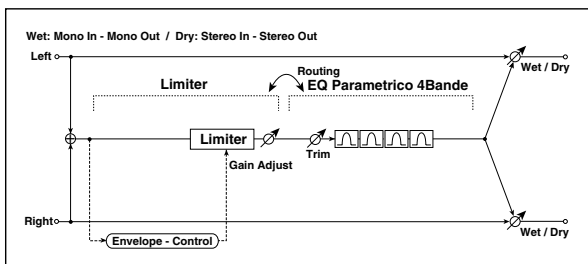 Wet: Mono In - Mono Out / Dry: Stereo In - Stereo Out
Left
Wet / Dry
Routing
Limiter
EQ Parametrico 4Bande
Limiter
Gain Adjust
Trim
Right
Wet / Dry
Envelope - Control